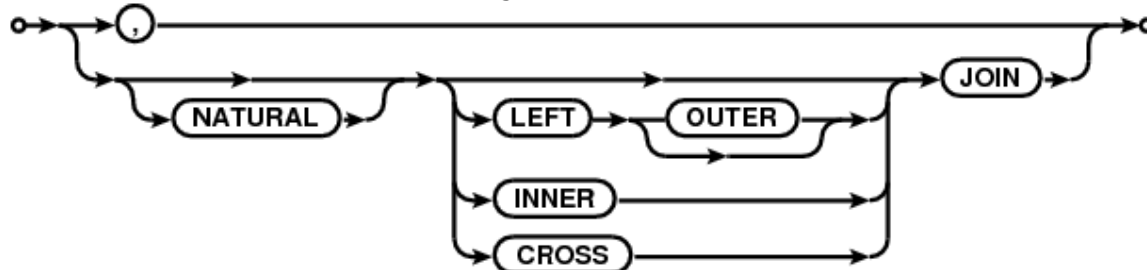 ,
JOIN
NATURAL
LEFT OUTER
INNER
CROSS